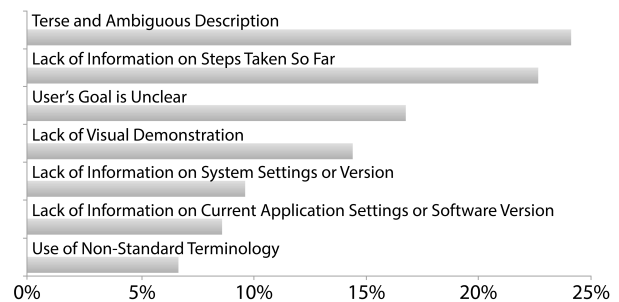 Terse and Ambiguous Description
Lack of Information on Steps Taken So Far
User’s Goal is Unclear
Lack of Visual Demonstration
Lack of Information on System Settings or Version
Lack of Information on Current Application Settings or Software Version
Use of Non-Standard Terminology
0% 5% 10% 15% 20% 25%